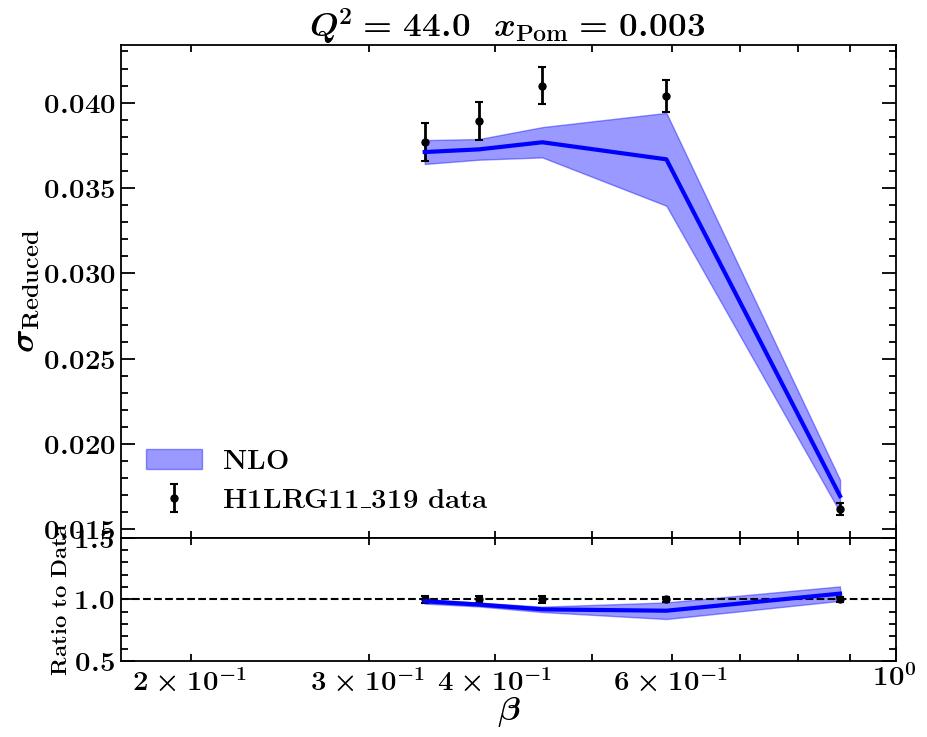 Q² = 44.0 x_Pom = 0.003
σ_Reduced
0.040
0.035
0.030
0.025
0.020
0.015
NLO
H1LRG11_319 data
Ratio to Data
1.5
1.0
0.5
2 × 10⁻¹ 3 × 10⁻¹ 4 × 10⁻¹ 6 × 10⁻¹ 10⁰
β